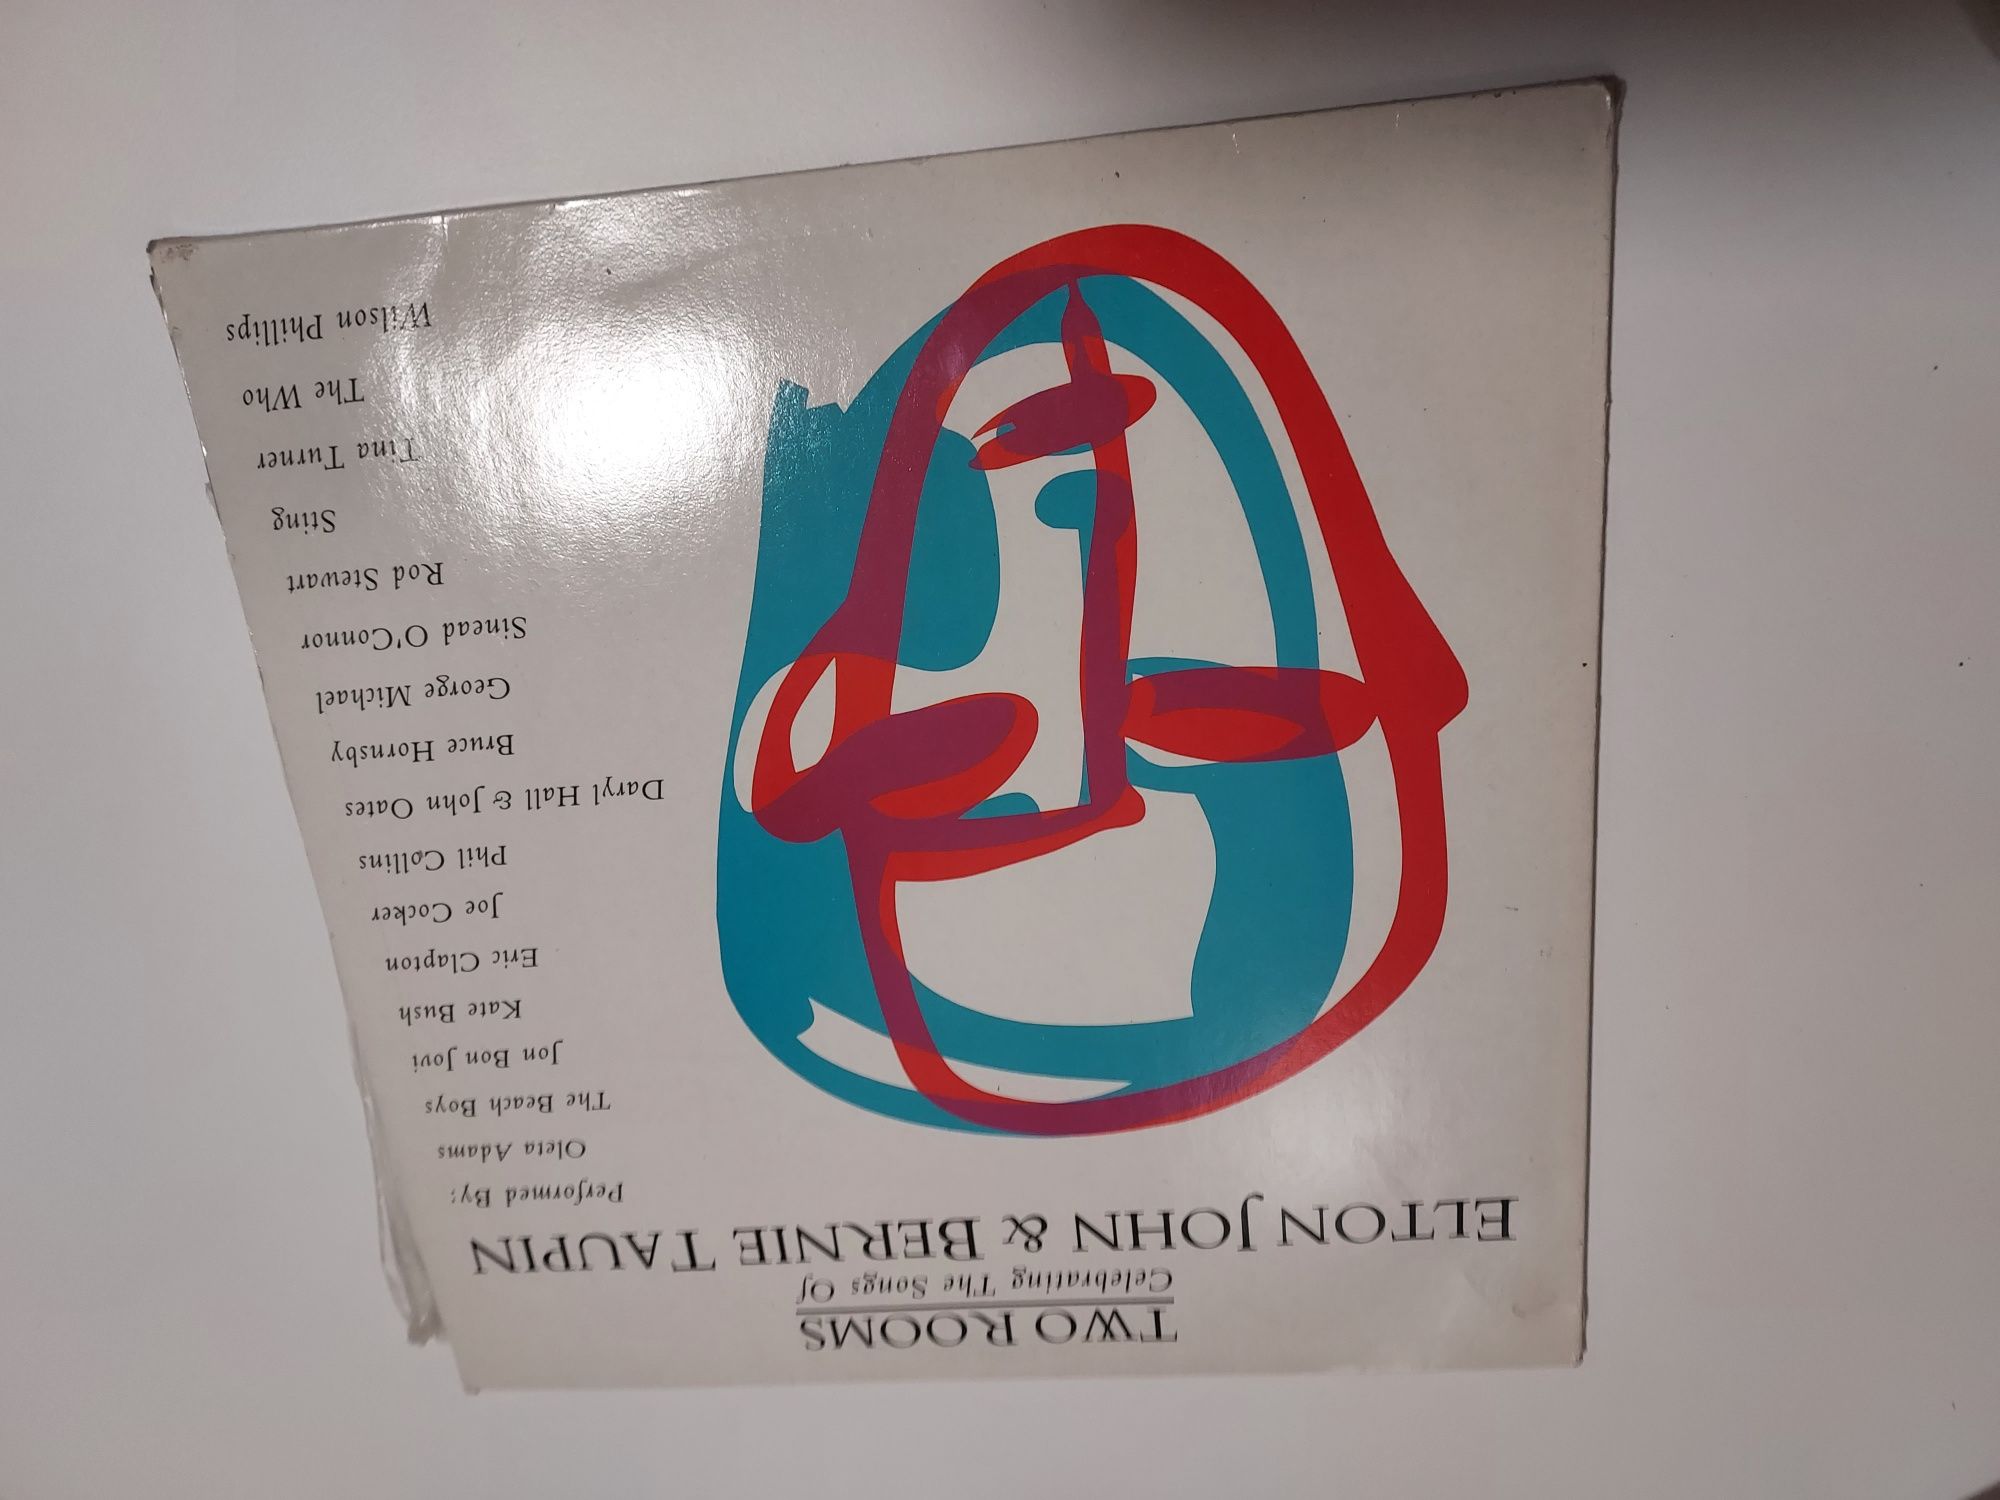 TWO ROOMS
Celebrating The Songs Of
ELTON JOHN & BERNIE TAUPIN
Performed By:
Oleta Adams
The Beach Boys
Jon Bon Jovi
Kate Bush
Eric Clapton
Joe Cocker
Phil Collins
Daryl Hall & John Oates
Bruce Hornsby
George Michael
Sinead O'Connor
Rod Stewart
Sting
Tina Turner
The Who
Wilson Phillips